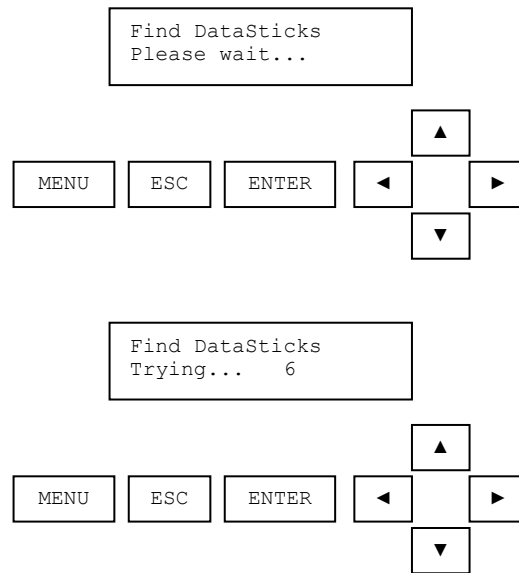 Find DataSticks
Please wait...
▲
MENU ESC ENTER ◄ ►
▼
Find DataSticks
Trying... 6
▲
MENU ESC ENTER ◄ ►
▼